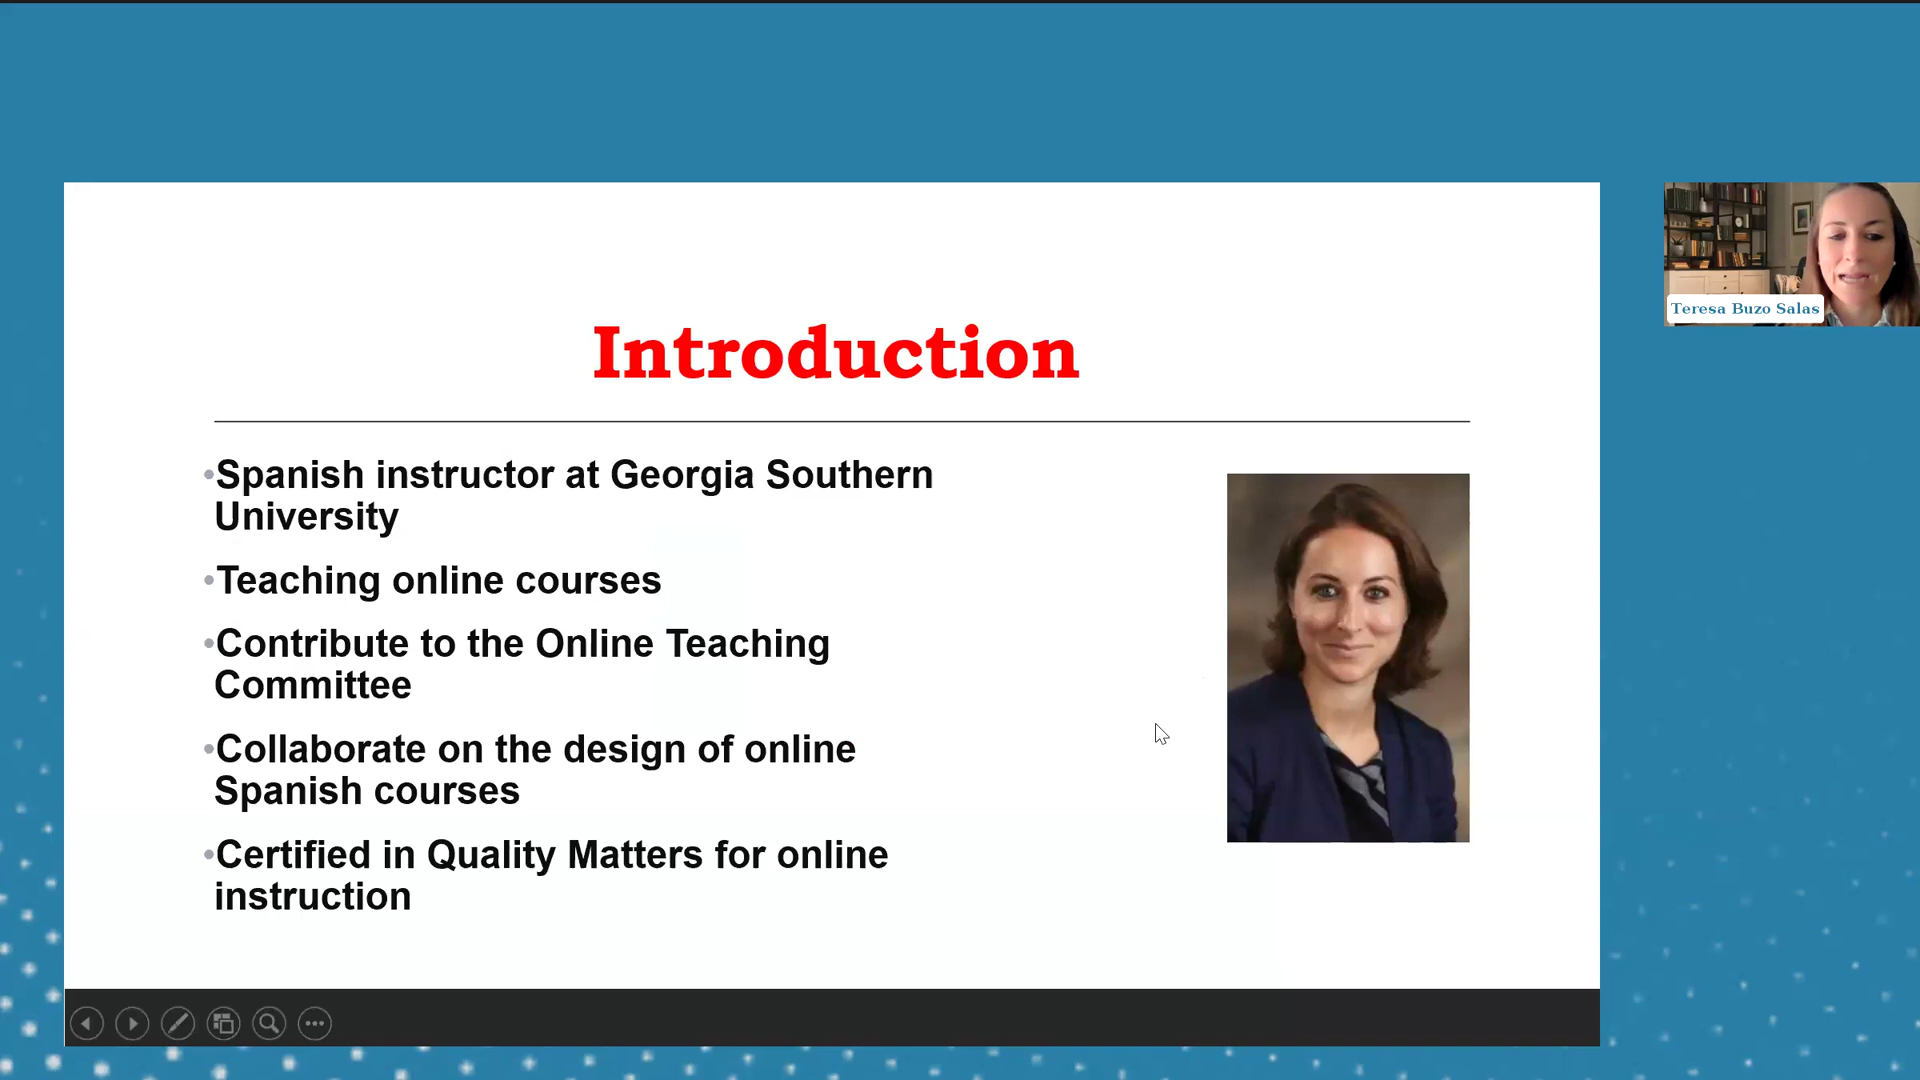 Introduction
•Spanish instructor at Georgia Southern
University
•Teaching online courses
•Contribute to the Online Teaching
Committee
•Collaborate on the design of online
Spanish courses
•Certified in Quality Matters for online
instruction
Teresa Buzo Salas